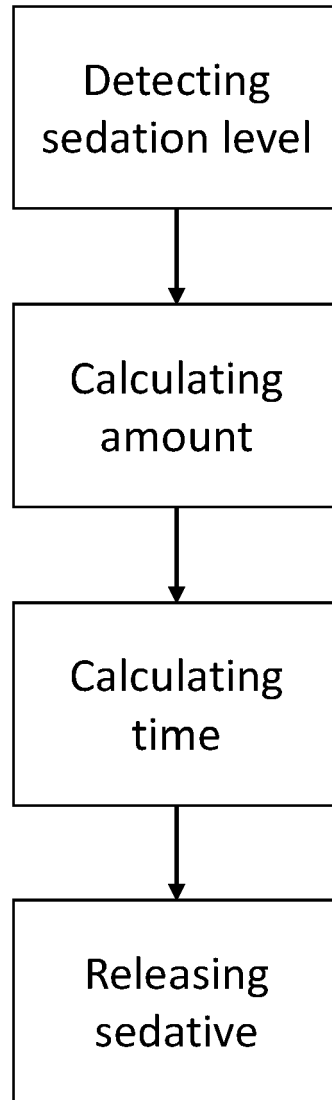 Detecting
sedation level
Calculating
amount
Calculating
time
Releasing
sedative